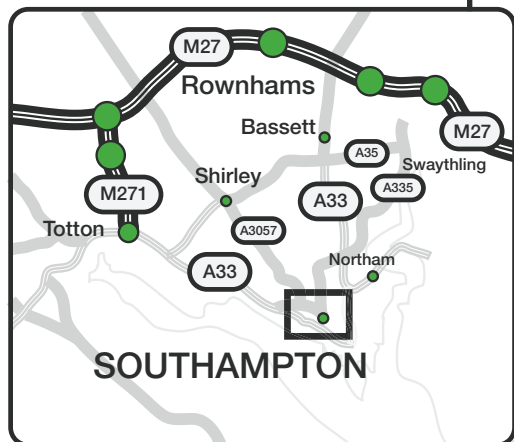 M27
Rownhams
Bassett
M27
A35
Swaythling
Shirley
A335
M271
A33
Totton
A3057
Northam
A33
SOUTHAMPTON